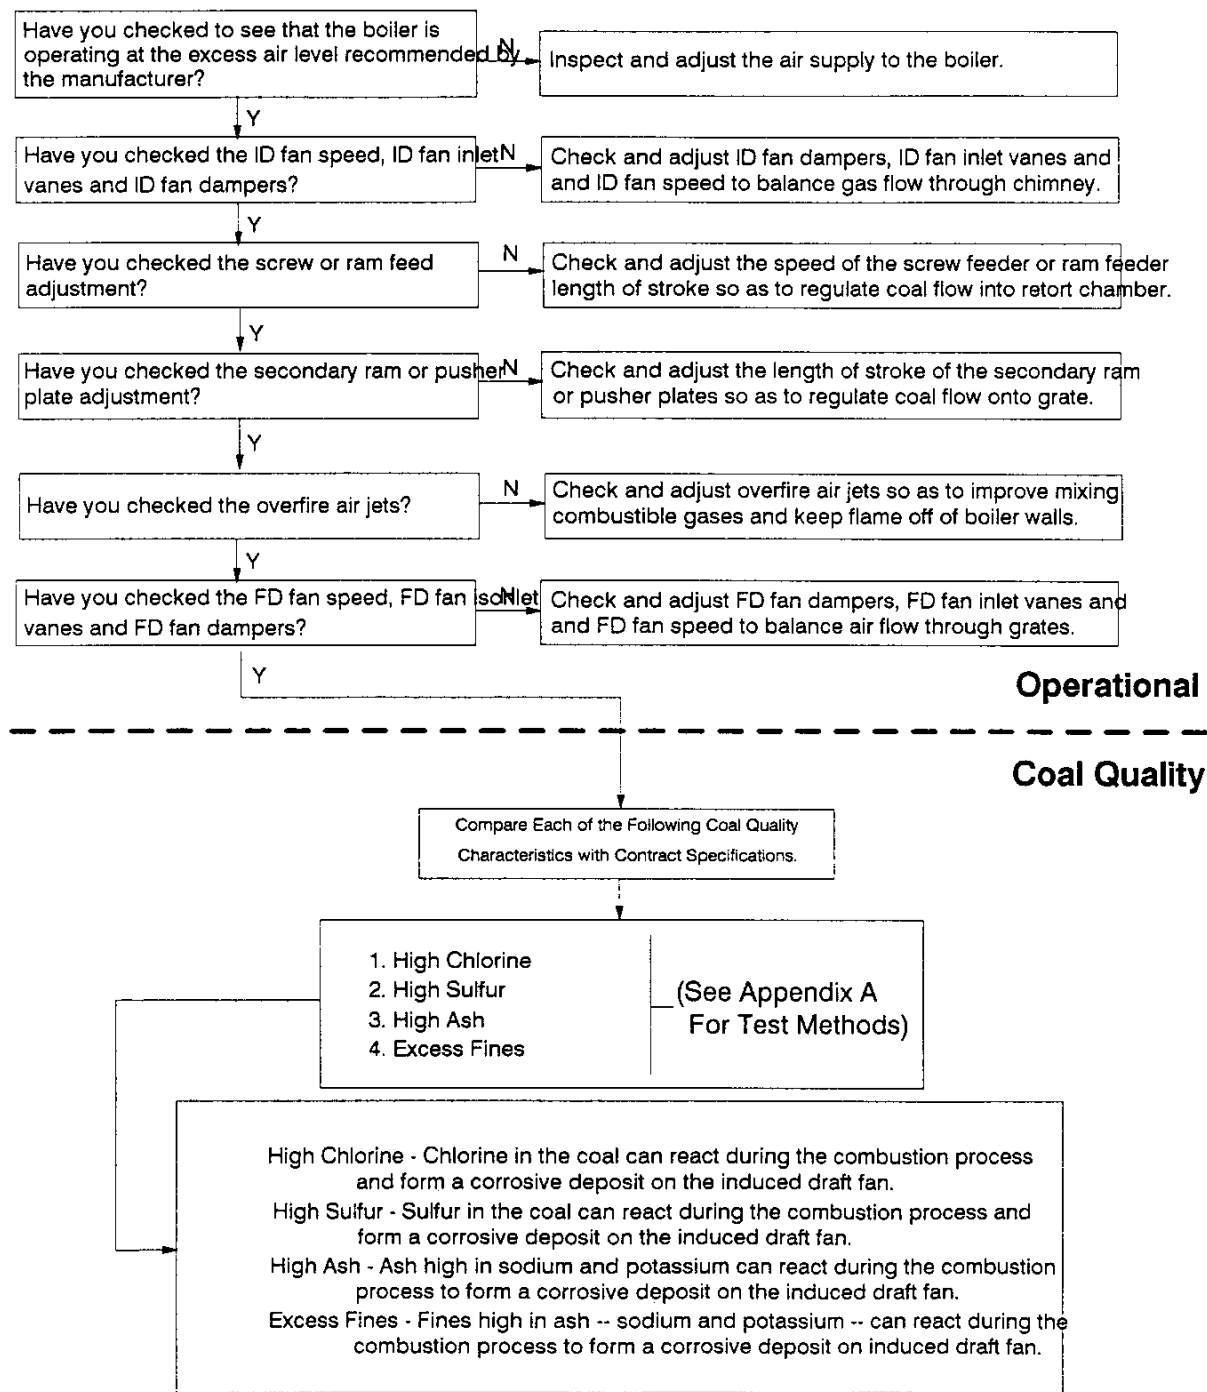 Have you checked to see that the boiler is
operating at the excess air level recommended by
the manufacturer?
N
Inspect and adjust the air supply to the boiler.
Y
Have you checked the ID fan speed, ID fan inlet
vanes and ID fan dampers?
N
Check and adjust ID fan dampers, ID fan inlet vanes and
and ID fan speed to balance gas flow through chimney.
Y
Have you checked the screw or ram feed
adjustment?
N
Check and adjust the speed of the screw feeder or ram feeder
length of stroke so as to regulate coal flow into retort chamber.
Y
Have you checked the secondary ram or pusher
plate adjustment?
N
Check and adjust the length of stroke of the secondary ram
or pusher plates so as to regulate coal flow onto grate.
Y
Have you checked the overfire air jets?
N
Check and adjust overfire air jets so as to improve mixing
combustible gases and keep flame off of boiler walls.
Y
Have you checked the FD fan speed, FD fan
vanes and FD fan dampers?
N
Check and adjust FD fan dampers, FD fan inlet vanes and
and FD fan speed to balance air flow through grates.
Y
Operational
Coal Quality
Compare Each of the Following Coal Quality
Characteristics with Contract Specifications.
1. High Chlorine
2. High Sulfur
3. High Ash
4. Excess Fines
(See Appendix A
For Test Methods)
High Chlorine - Chlorine in the coal can react during the combustion process
and form a corrosive deposit on the induced draft fan.
High Sulfur - Sulfur in the coal can react during the combustion process and
form a corrosive deposit on the induced draft fan.
High Ash - Ash high in sodium and potassium can react during the combustion
process to form a corrosive deposit on the induced draft fan.
Excess Fines - Fines high in ash -- sodium and potassium -- can react during the
combustion process to form a corrosive deposit on induced draft fan.